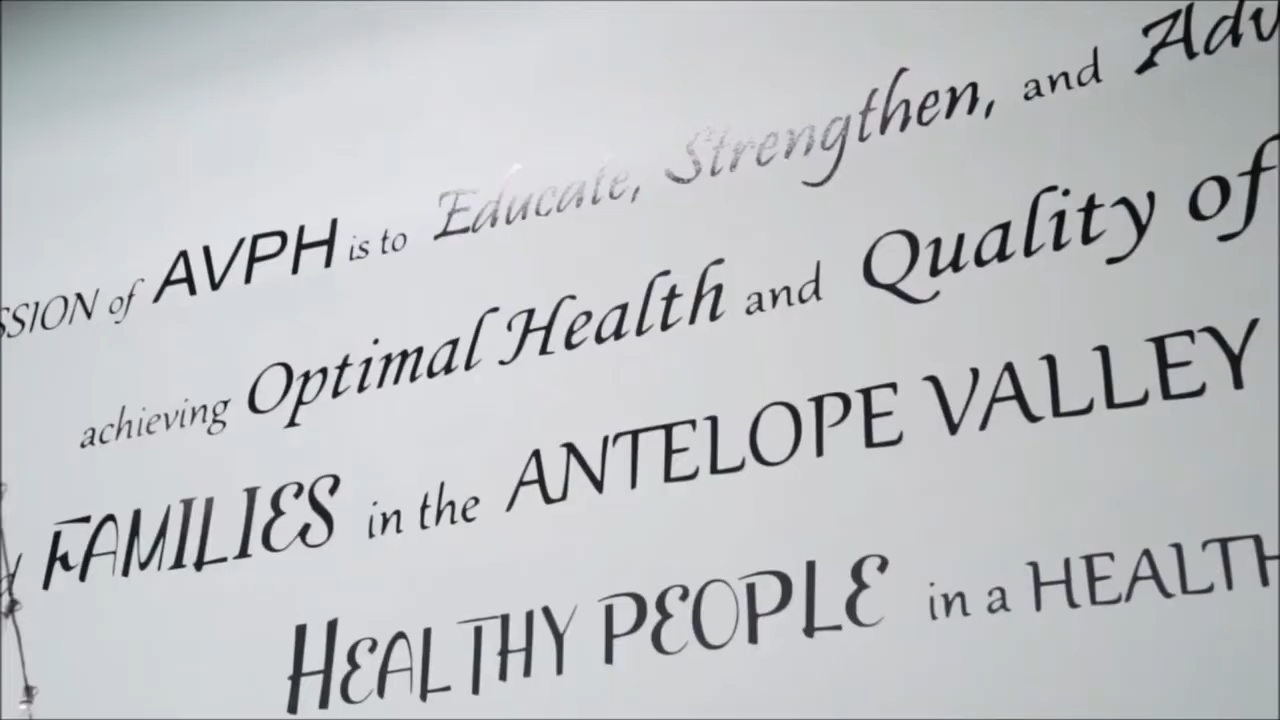 SSION of AVPH is to Educate, Strengthen, and Adv
achieving Optimal Health and Quality of
FAMILIES in the ANTELOPE VALLEY
HEALTHY PEOPLE in a HEALTH